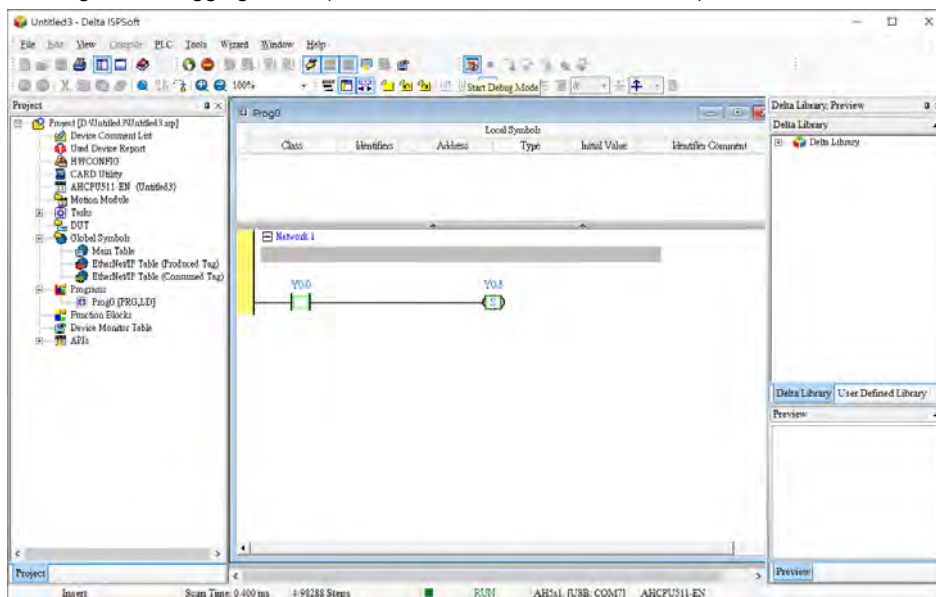 Untitled3 - Delta ISPSoft
File Edit View Compile PLC Tools Wizard Window Help
100%
Start Debug Mode
Project
Project [D:\Untitled3\Untitled3.isp]
Device Comment List
Used Device Report
HWCONFIG
CARD Utility
AHCPU511-EN (Untitled3)
Motion Module
Tasks
DUT
Global Symbols
Main Table
EtherNet/IP Table (Produced Tag)
EtherNet/IP Table (Consumed Tag)
Programs
Prog0 [PRG,LD]
Function Blocks
Device Monitor Table
APIs
Project
Prog0
Local Symbols
Class Identifiers Address Type Initial Value Identifier Comment
Network 1
Y0.0
S
Delta Library, Preview
Delta Library
Delta Library
Delta Library User Defined Library
Preview
Preview
Insert Scan Time: 0.400 ms 4/98288 Steps RUN AH5x1, [USB: COM7] AHCPU511-EN